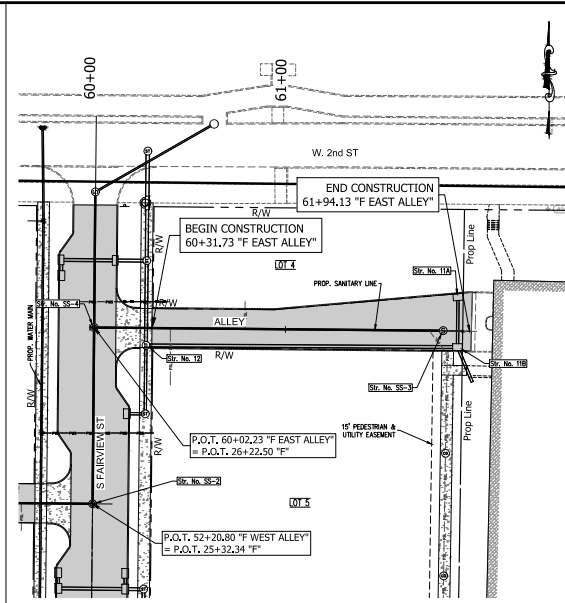 60+00
61+00
W. 2nd ST
END CONSTRUCTION
61+94.13 "F EAST ALLEY"
R/W
BEGIN CONSTRUCTION
60+31.73 "F EAST ALLEY"
R/W
R/W
Prop Line
LOT 4
Str. No. 11A
PROP. SANITARY LINE
R/W
Str. No. SS-4
ALLEY
PROP. WATER MAIN
R/W
R/W
Str. No. 12
Str. No. SS-3
Str. No. 11B
15' PEDESTRIAN &
UTILITY EASEMENT
Prop Line
R/W
P.O.T. 60+02.23 "F EAST ALLEY"
= P.O.T. 26+22.50 "F"
S FAIRVIEW ST
Str. No. SS-2
LOT 5
P.O.T. 52+20.80 "F WEST ALLEY"
= P.O.T. 25+32.34 "F"